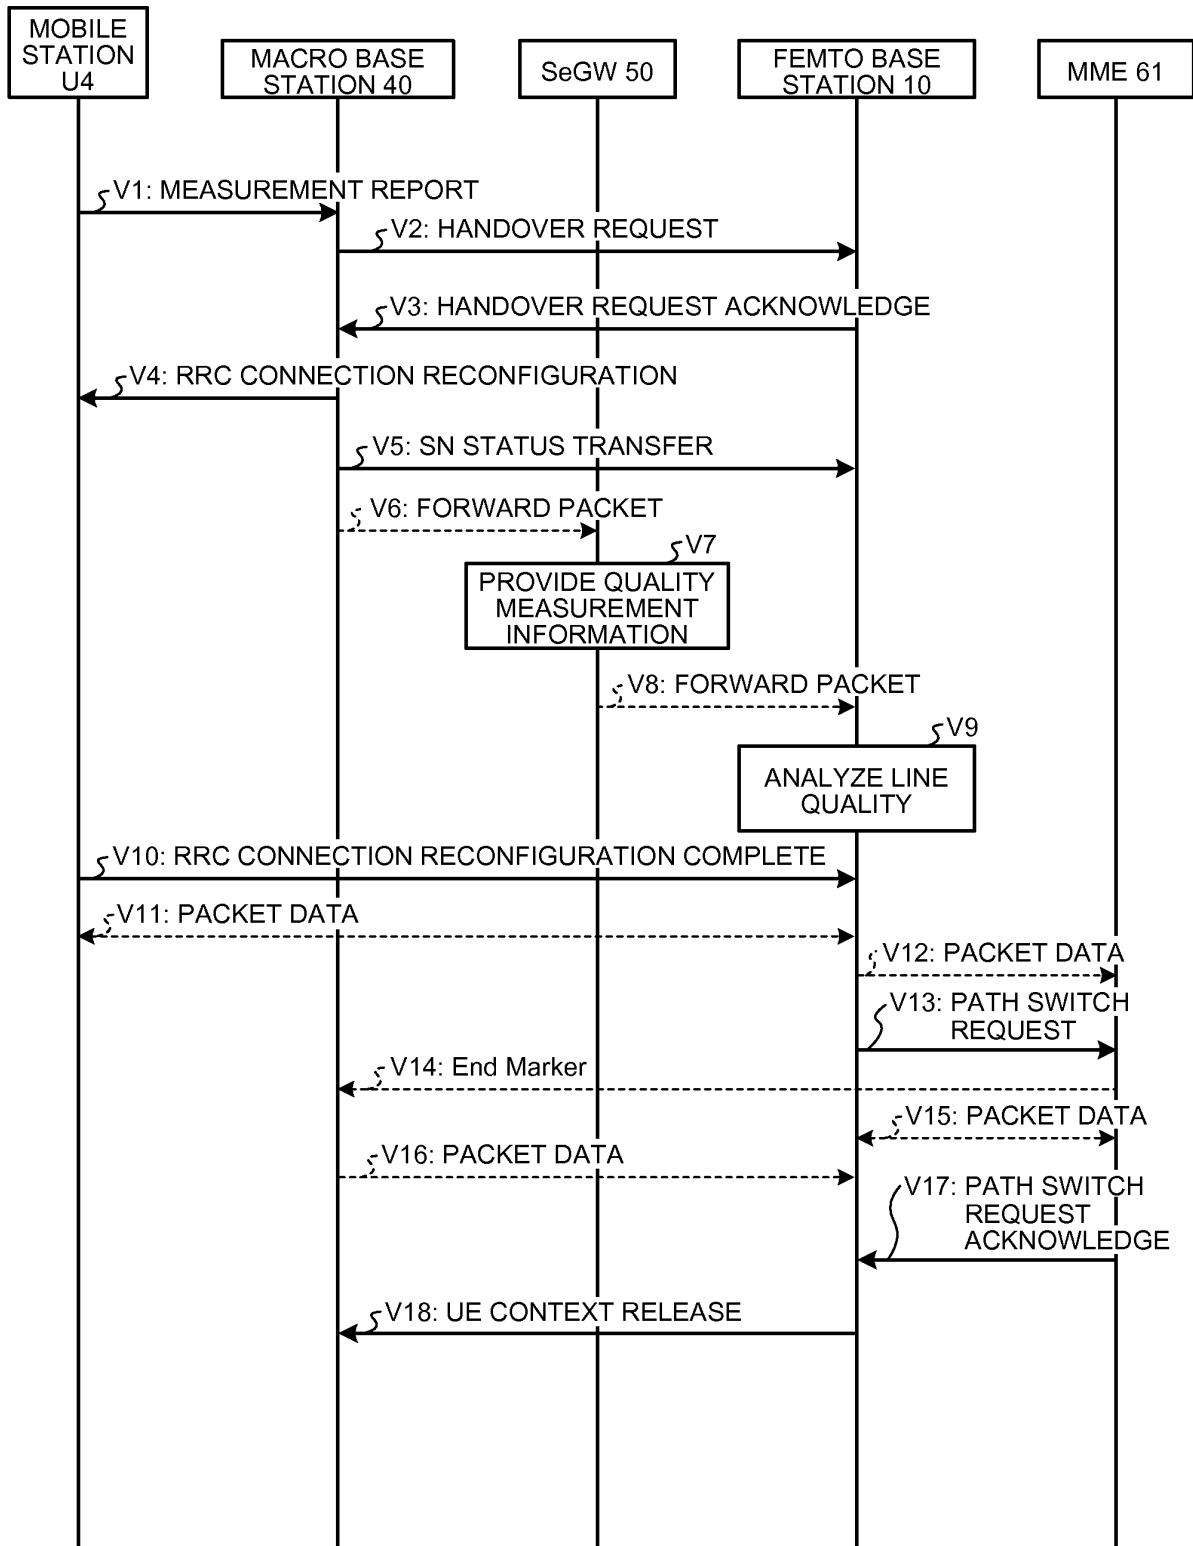 MOBILE
STATION
U4
MACRO BASE
STATION 40
SeGW 50
FEMTO BASE
STATION 10
MME 61
V1: MEASUREMENT REPORT
V2: HANDOVER REQUEST
V3: HANDOVER REQUEST ACKNOWLEDGE
V4: RRC CONNECTION RECONFIGURATION
V5: SN STATUS TRANSFER
V6: FORWARD PACKET
V7
PROVIDE QUALITY
MEASUREMENT
INFORMATION
V8: FORWARD PACKET
V9
ANALYZE LINE
QUALITY
V10: RRC CONNECTION RECONFIGURATION COMPLETE
V11: PACKET DATA
V12: PACKET DATA
V13: PATH SWITCH
REQUEST
V14: End Marker
V15: PACKET DATA
V16: PACKET DATA
V17: PATH SWITCH
REQUEST
ACKNOWLEDGE
V18: UE CONTEXT RELEASE